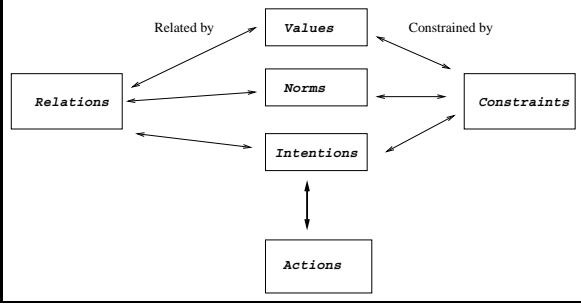 Related by
Values
Constrained by
Relations
Norms
Constraints
Intentions
Actions